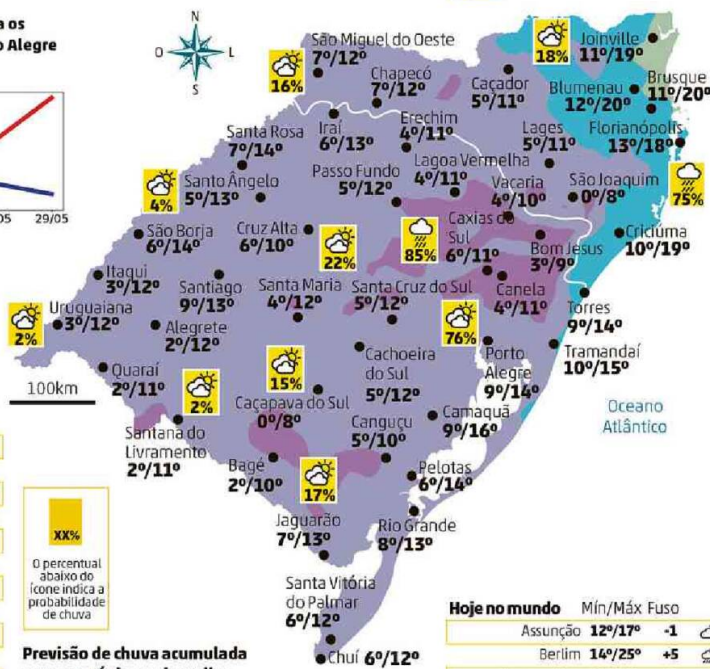 a os
o Alegre
05
29/05
N
O
L
S
São Miguel do Oeste
7º/12º
16%
Chapecó
7º/12º
18%
Joinville
11º/19º
Caçador
5º/11º
Blumenau
12º/20º
Brusque
11º/20º
Santa Rosa
7º/14º
Iraí
6º/13º
Erechim
4º/11º
Lages
5º/11º
Florianópolis
13º/18º
Lagoa Vermelha
4º/11º
Passo Fundo
5º/12º
Santo Ângelo
5º/13º
4%
Vacaria
4º/10º
São Joaquim
0º/8º
75%
São Borja
6º/14º
Cruz Alta
6º/10º
22%
85%
Caxias do
Sul
6º/11º
Bom Jesus
3º/9º
Criciúma
10º/19º
Itaqui
3º/12º
Santiago
9º/13º
Santa Maria
4º/12º
Santa Cruz do Sul
5º/12º
Canela
4º/11º
Torres
9º/14º
Uruguaiana
3º/12º
2%
Alegrete
2º/12º
76%
Cachoeira
do Sul
5º/12º
Porto
Alegre
9º/14º
Tramandaí
10º/15º
Quaraí
2º/11º
100km
2%
15%
Caçapava do Sul
0º/8º
Camaquã
9º/16º
Oceano
Atlântico
Santana do
Livramento
2º/11º
Canguçu
5º/10º
Bagé
2º/10º
17%
Pelotas
6º/14º
Jaguarão
7º/13º
Rio Grande
8º/13º
XX%
O percentual
abaixo do
ícone indica a
probabilidade
de chuva
Santa Vitória
do Palmar
6º/12º
Chuí 6º/12º
Previsão de chuva acumulada
Hoje no mundo Mín/Máx Fuso
Assunção 12º/17º -1
Berlim 14º/25º +5